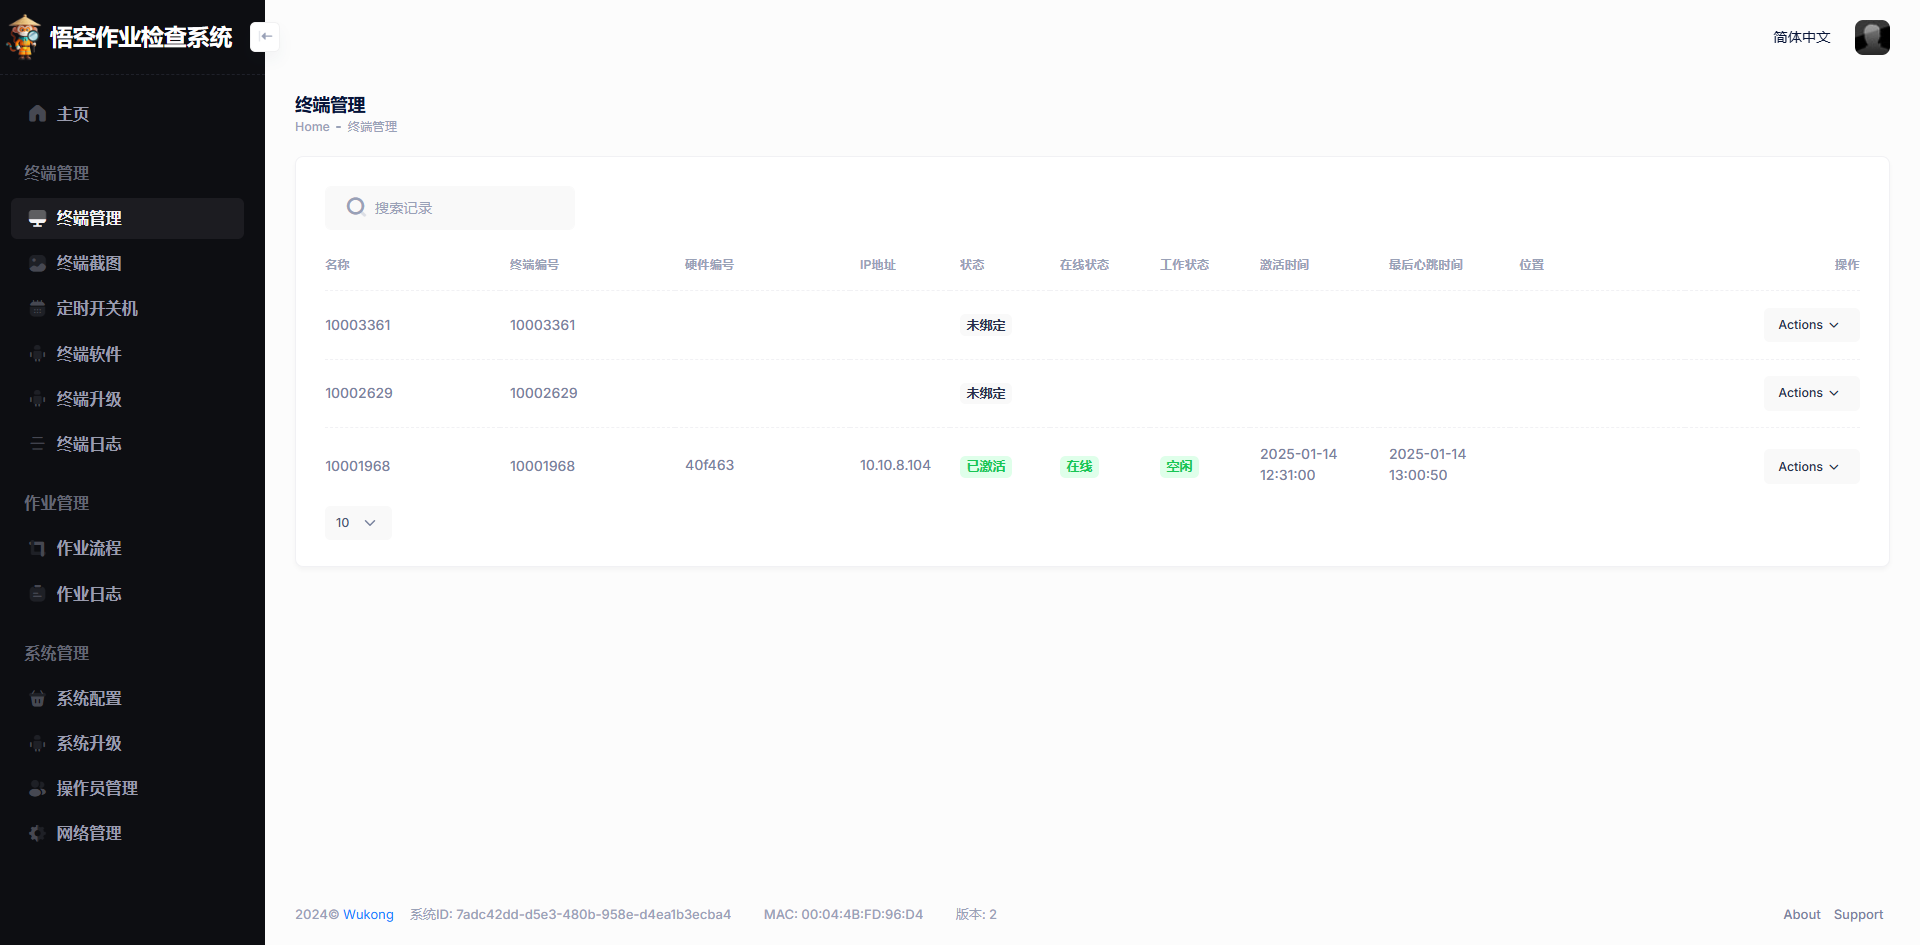 悟空作业检查系统
简体中文
主页
终端管理
终端管理
终端截图
定时开关机
终端软件
终端升级
终端日志
作业管理
作业流程
作业日志
系统管理
系统配置
系统升级
操作员管理
网络管理
终端管理
Home - 终端管理
搜索记录
名称 终端编号 硬件编号 IP地址 状态 在线状态 工作状态 激活时间 最后心跳时间 位置 操作
10003361 10003361 未绑定 Actions
10002629 10002629 未绑定 Actions
10001968 10001968 40f463 10.10.8.104 已激活 在线 空闲 2025-01-14 12:31:00 2025-01-14 13:00:50 Actions
10
2024© Wukong 系统ID: 7adc42dd-d5e3-480b-958e-d4ea1b3ecba4 MAC: 00:04:4B:FD:96:D4 版本: 2 About Support